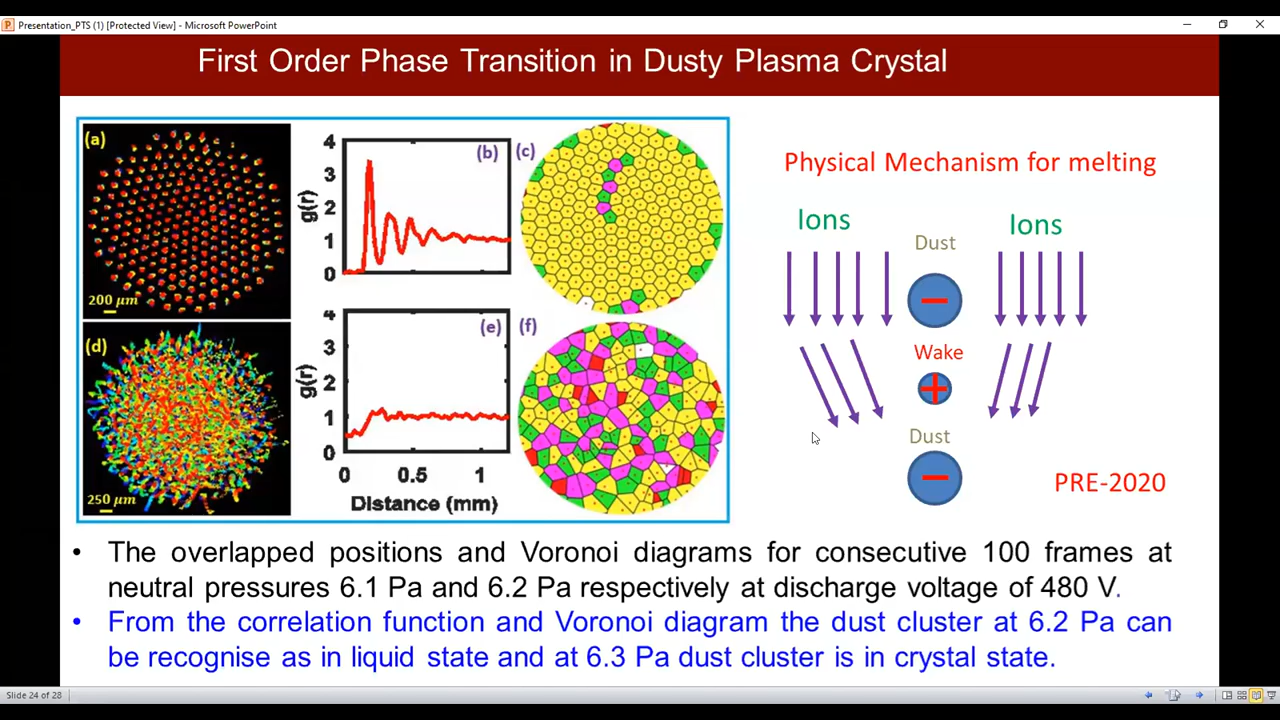 Presentation_PTS (1) [Protected View] - Microsoft PowerPoint
First Order Phase Transition in Dusty Plasma Crystal
(a)
200 µm
4
3
2
1
0
g(r)
(b)
(c)
(d)
250 µm
4
3
2
1
0
g(r)
(e)
(f)
0 0.5 1
Distance (mm)
Physical Mechanism for melting
Ions
Dust
Ions
Wake
Dust
PRE-2020
• The overlapped positions and Voronoi diagrams for consecutive 100 frames at
neutral pressures 6.1 Pa and 6.2 Pa respectively at discharge voltage of 480 V.
• From the correlation function and Voronoi diagram the dust cluster at 6.2 Pa can
be recognise as in liquid state and at 6.3 Pa dust cluster is in crystal state.
Slide 24 of 28